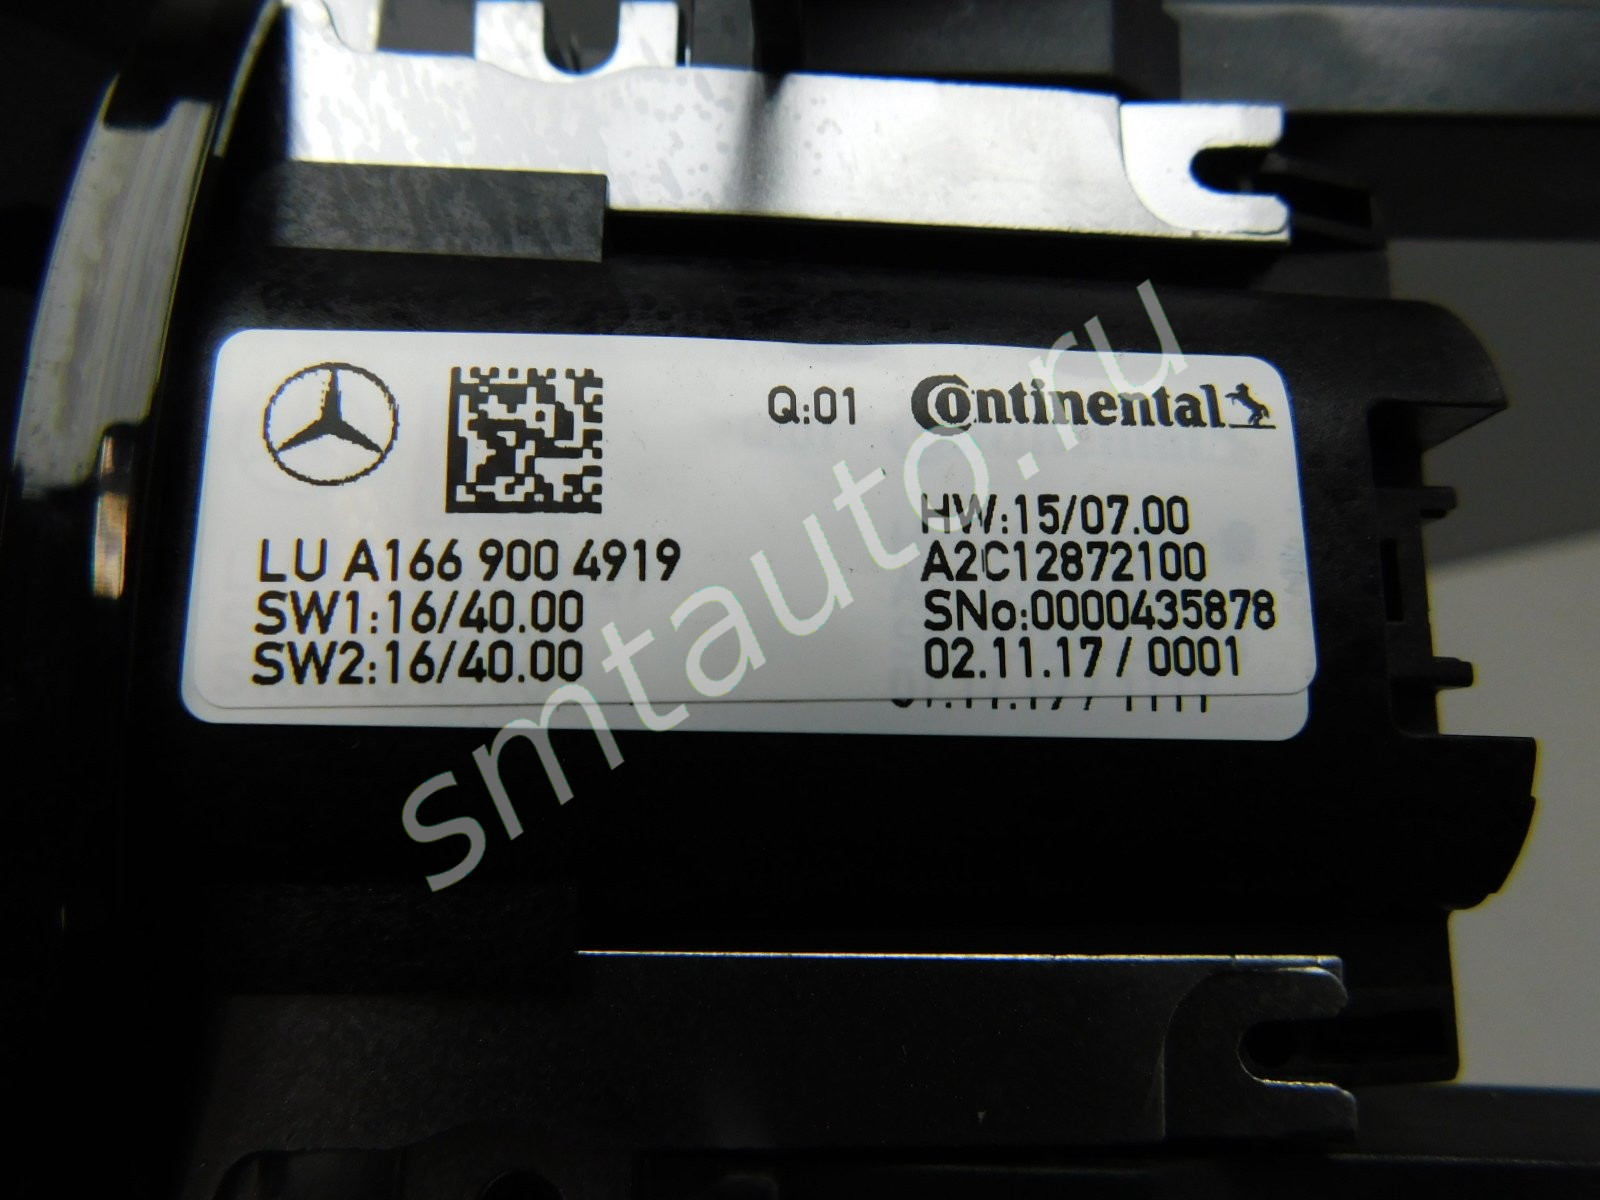 Q:01
Continental
HW:15/07.00
LU A166 900 4919
A2C12872100
SW1:16/40.00
SNo:0000435878
SW2:16/40.00
02.11.17 / 0001
smtauto.ru